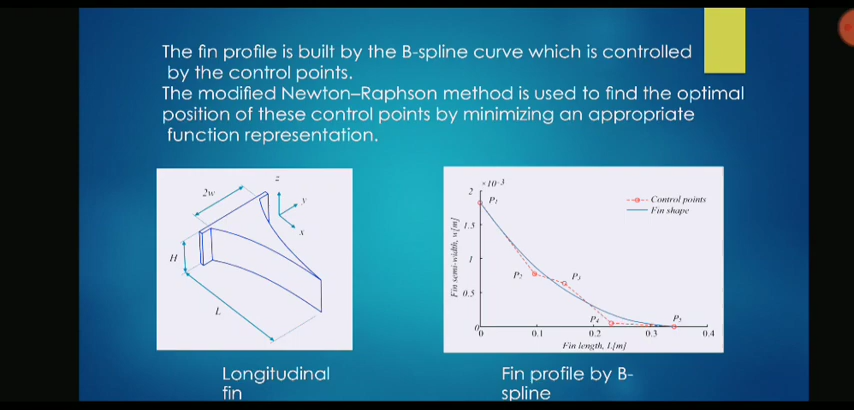 The fin profile is built by the B-spline curve which is controlled
by the control points.
The modified Newton–Raphson method is used to find the optimal
position of these control points by minimizing an appropriate
function representation.
2w
z
y
x
H
L
×10-3
2
1.5
1
0.5
0
P1
P2
P3
P4
P5
Control points
Fin shape
Fin semi-width, w[m]
0
0.1
0.2
0.3
0.4
Fin length, L[m]
Longitudinal
fin
Fin profile by B-
spline